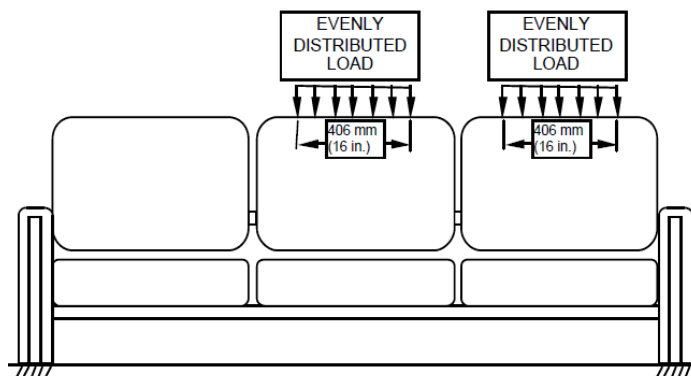 EVENLY
DISTRIBUTED
LOAD
406 mm
(16 in.)
EVENLY
DISTRIBUTED
LOAD
406 mm
(16 in.)